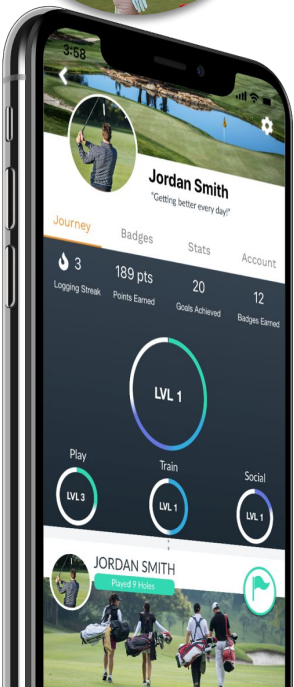 3:58
Jordan Smith
"Getting better every day!"
Journey Badges Stats Account
3 189 pts 20 12
Logging Streak Points Earned Goals Achieved Badges Earned
LVL 1
Play Train Social
LVL 3 LVL 1 LVL 1
JORDAN SMITH
Played 9 Holes